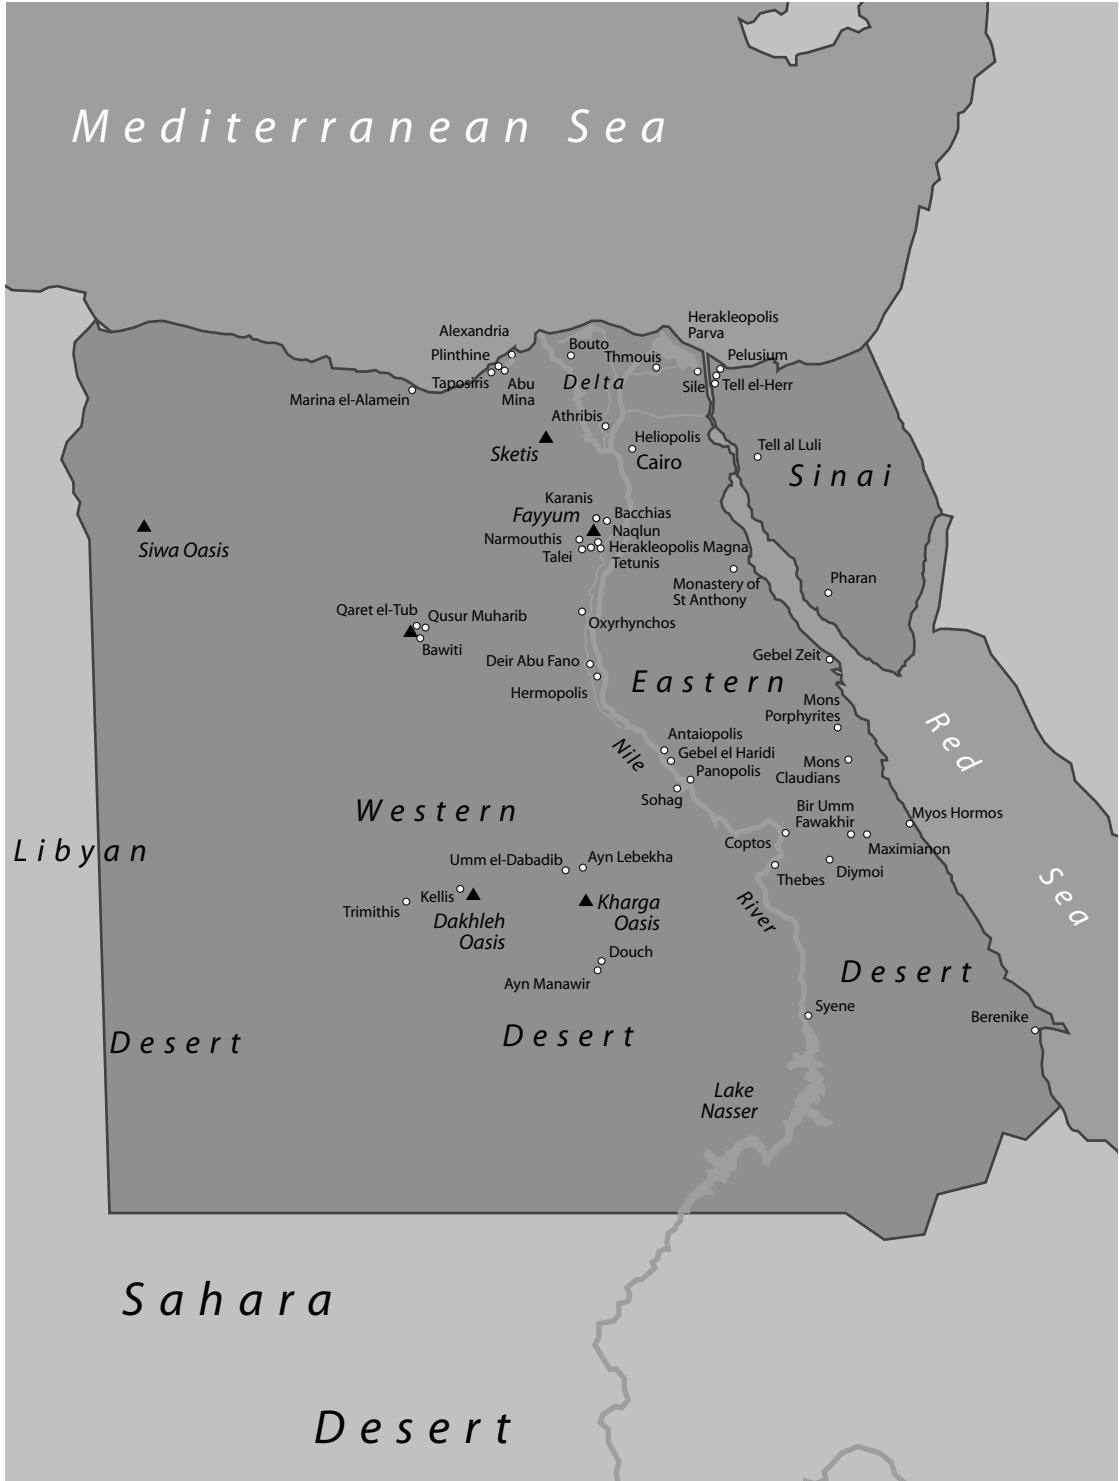 Mediterranean Sea
Herakleopolis
Parva
Alexandria
Bouto
Plinthine
Thmouis
Pelusium
Taposiris
Abu
Mina
Delta
Sile
Tell el-Herr
Marina el-Alamein
Athribis
Heliopolis
Cairo
Sketis
Tell al Luli
Sinai
Karanis
Fayyum
Bacchias
Naqlun
Narmouthis
Herakleopolis Magna
Talei
Tetunis
Siwa Oasis
Monastery of
St Anthony
Pharan
Qaret el-Tub
Qusur Muharib
Bawiti
Oxyrhynchos
Deir Abu Fano
Hermopolis
Gebel Zeit
Eastern
Mons
Porphyrites
Red
Antaiopolis
Gebel el Haridi
Panopolis
Nile
Mons
Claudians
Sohag
Western
Bir Umm
Fawakhir
Myos Hormos
Coptos
Maximianon
Libyan
Umm el-Dabadib
Ayn Lebekha
Thebes
Diymoi
Sea
Kellis
Trimithis
Dakhleh
Oasis
Kharga
Oasis
River
Douch
Ayn Manawir
Desert
Syene
Berenike
Desert
Desert
Lake
Nasser
Sahara
Desert